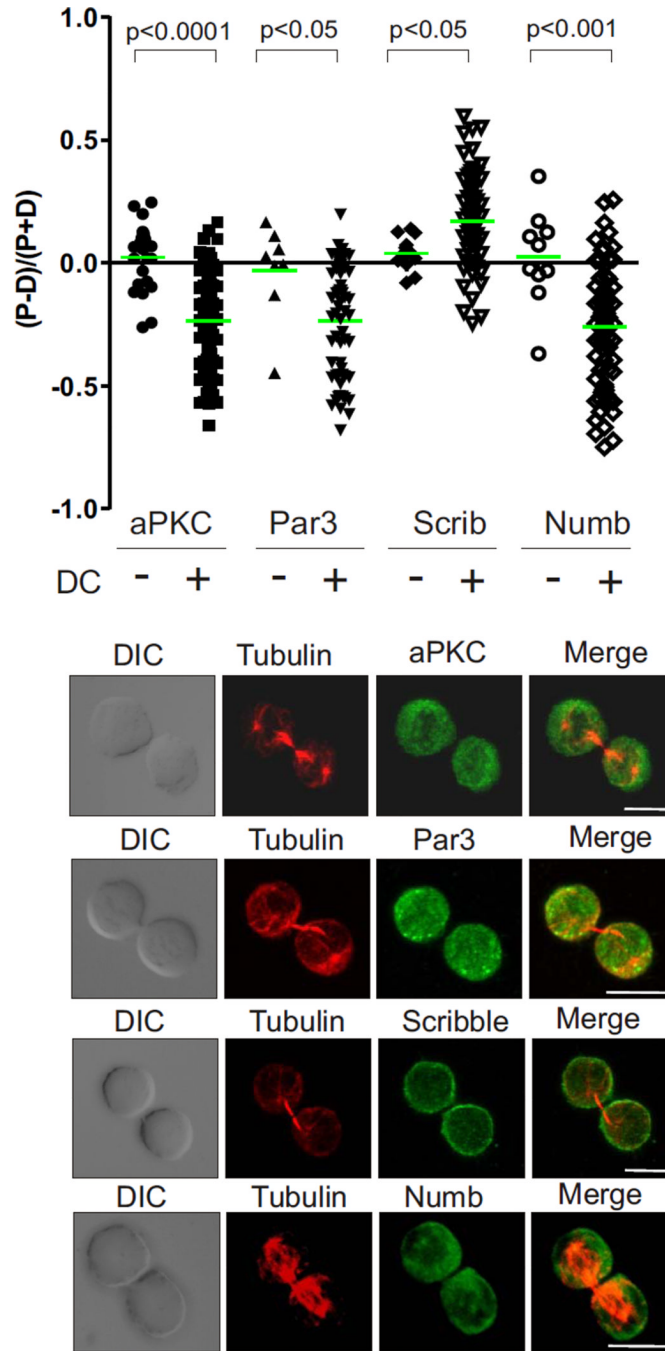 1.0
p<0.0001 p<0.05 p<0.05 p<0.001
0.5
0.0
-0.5
-1.0
(P-D)/(P+D)
aPKC Par3 Scrib Numb
DC - + - + - + - +
DIC Tubulin aPKC Merge
DIC Tubulin Par3 Merge
DIC Tubulin Scribble Merge
DIC Tubulin Numb Merge